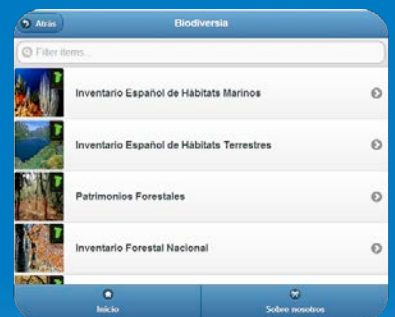 Atrás
Biodiversia
Filter items...
Inventario Español de Hábitats Marinos
Inventario Español de Hábitats Terrestres
Patrimonios Forestales
Inventario Forestal Nacional
Inicio
Sobre nosotros